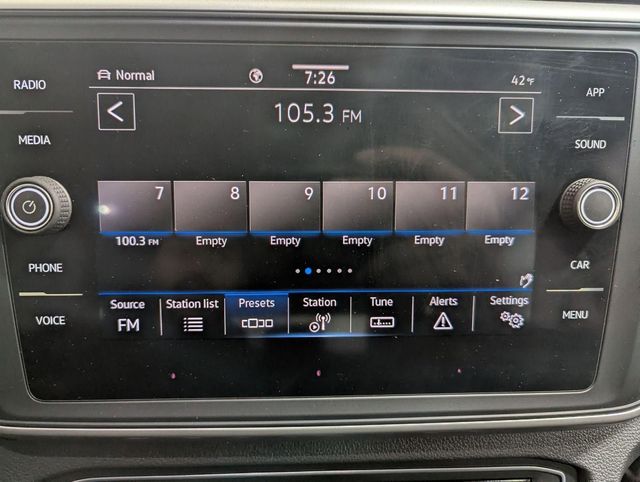 RADIO
MEDIA
PHONE
VOICE
Normal 7:26 42°F
105.3 FM
7 8 9 10 11 12
100.3 FM Empty Empty Empty Empty Empty
Source Station list Presets Station Tune Alerts Settings
FM
APP
SOUND
CAR
MENU